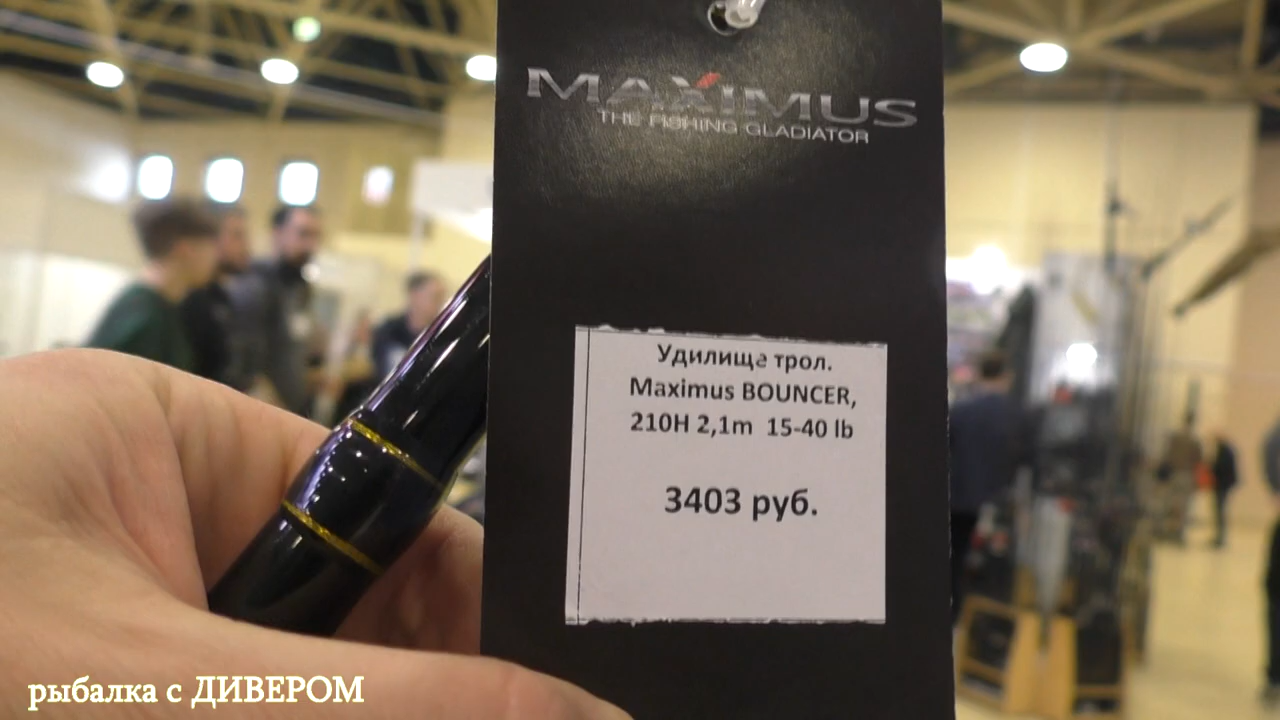 MAXIMUS
THE FISHING GLADIATOR
Удилище трол.
Maximus BOUNCER,
210H 2,1m 15-40 lb
3403 руб.
рыбалка с ДИВЕРОМ